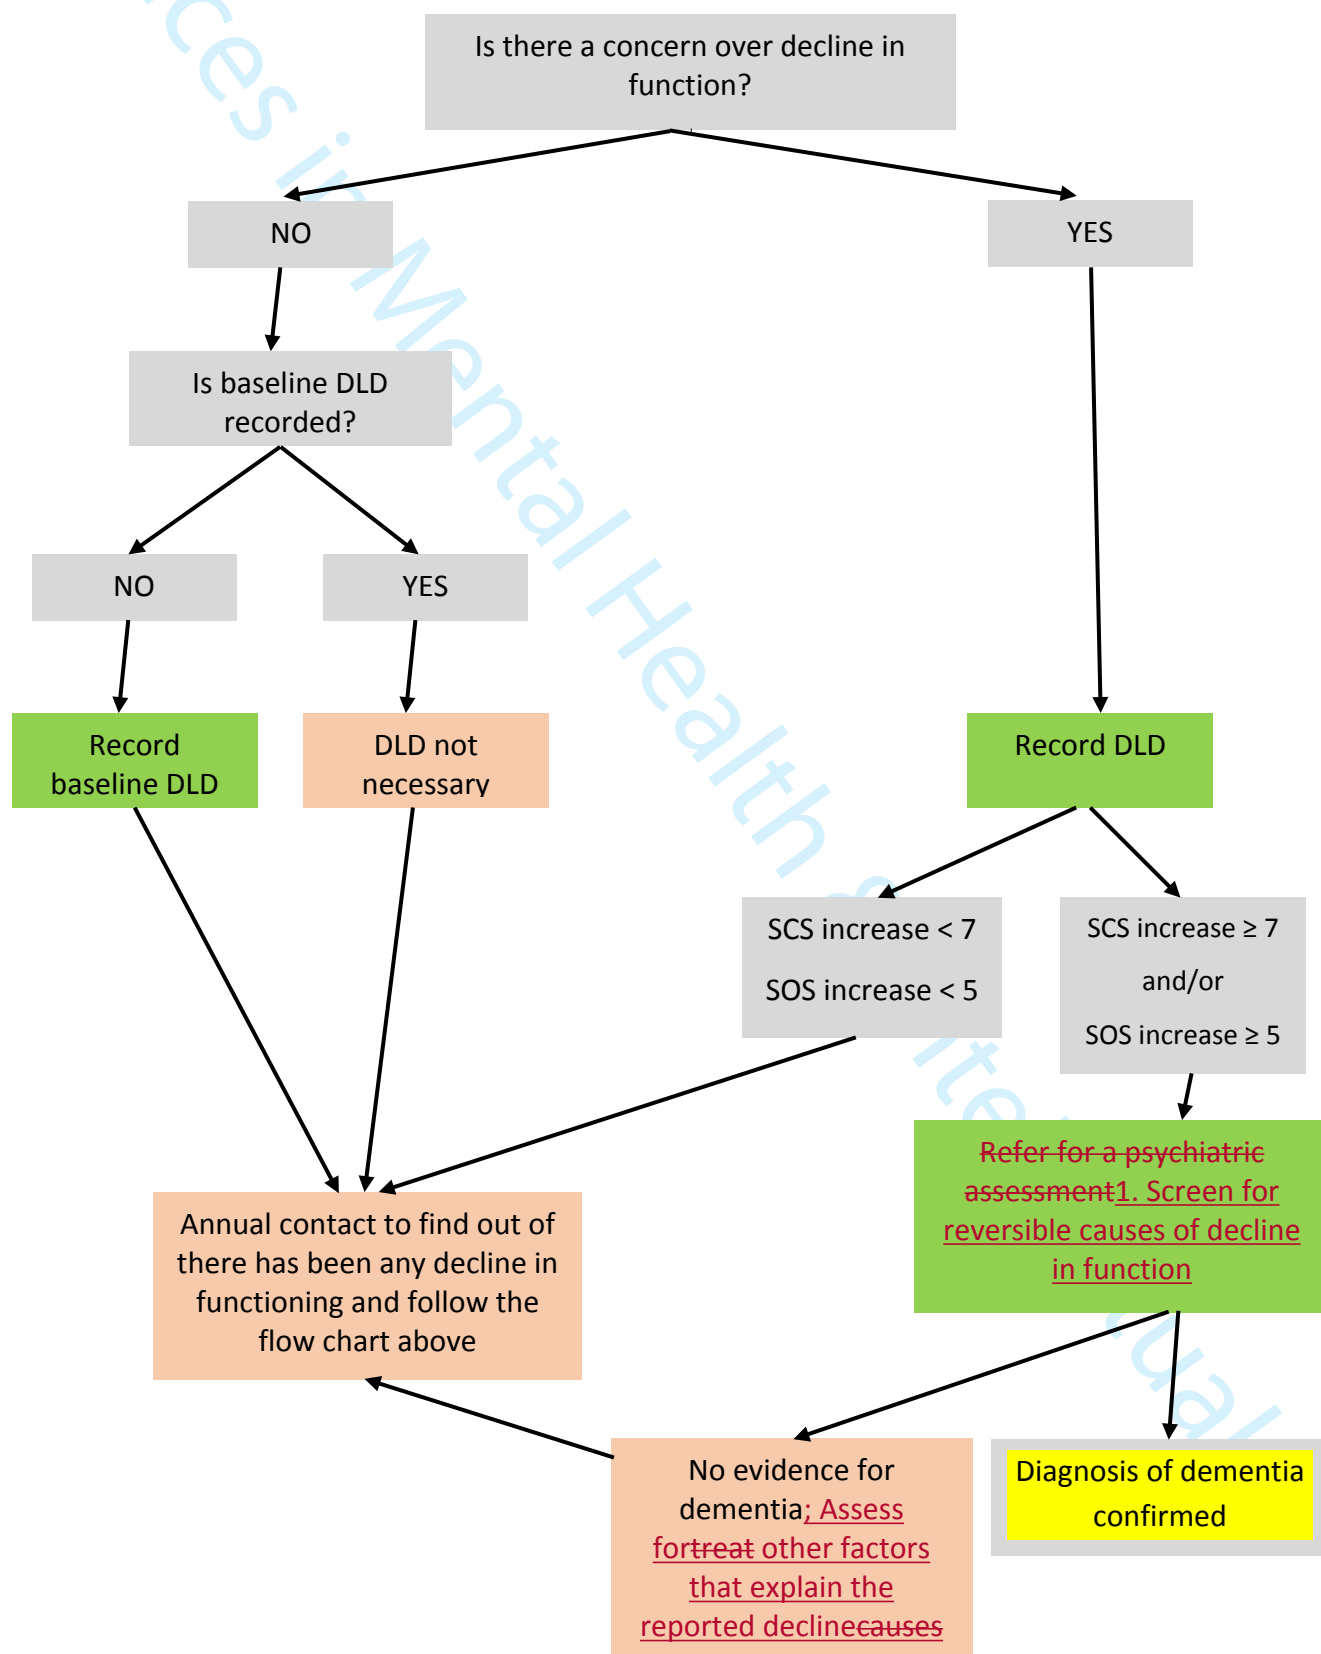 Is there a concern over decline in
function?
NO
YES
Is baseline DLD
recorded?
NO
YES
Record
baseline DLD
DLD not
necessary
Record DLD
SCS increase < 7
SOS increase < 5
SCS increase ≥ 7
and/or
SOS increase ≥ 5
Refer for a psychiatric
assessment1. Screen for
reversible causes of decline
in function
Annual contact to find out of
there has been any decline in
functioning and follow the
flow chart above
No evidence for
dementia; Assess
fortreat other factors
that explain the
reported declinecauses
Diagnosis of dementia
confirmed
ces in Mental Health &